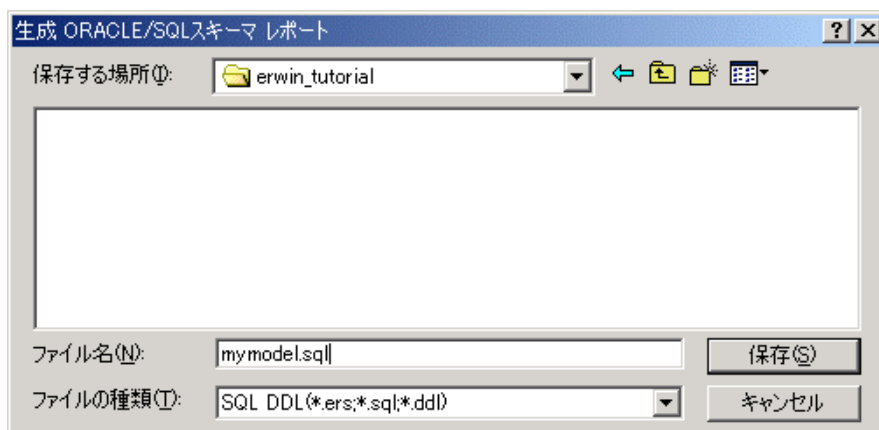 生成 ORACLE/SQLスキーマ レポート
保存する場所(I): erwin_tutorial
ファイル名(N): mymodel.sql 保存(S)
ファイルの種類(T): SQL DDL(*.ers;*.sql;*.ddl) キャンセル